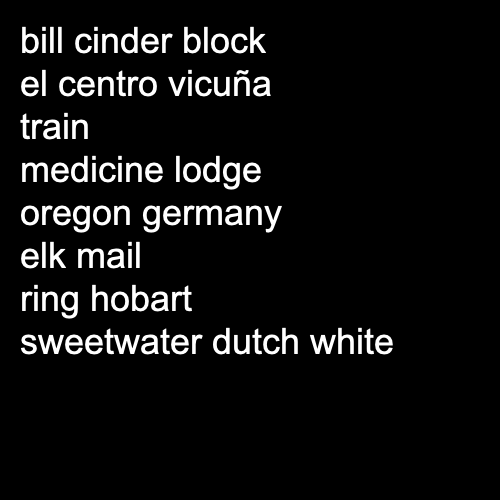 bill cinder block
el centro vicuña
train
medicine lodge
oregon germany
elk mail
ring hobart
sweetwater dutch white